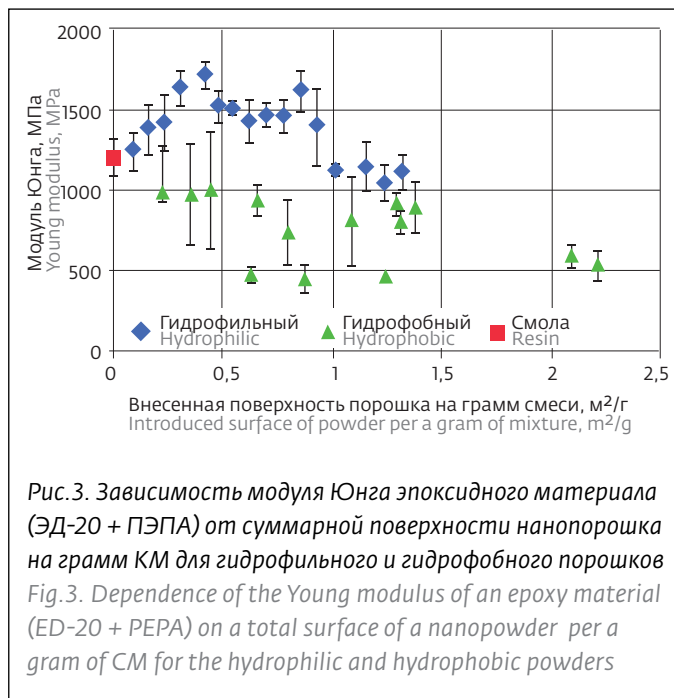 2000
1500
1000
500
0
Модуль Юнга, МПа
Young modulus, MPa
Гидрофильный
Hydrophilic
Гидрофобный
Hydrophobic
Смола
Resin
0 0,5 1 2 2,5
Внесенная поверхность порошка на грамм смеси, м²/г
Introduced surface of powder per a gram of mixture, m²/g
Рис.3. Зависимость модуля Юнга эпоксидного материала
(ЭД-20 + ПЭПА) от суммарной поверхности нанопорошка
на грамм КМ для гидрофильного и гидрофобного порошков
Fig.3. Dependence of the Young modulus of an epoxy material
(ED-20 + PEPA) on a total surface of a nanopowder per a
gram of CM for the hydrophilic and hydrophobic powders